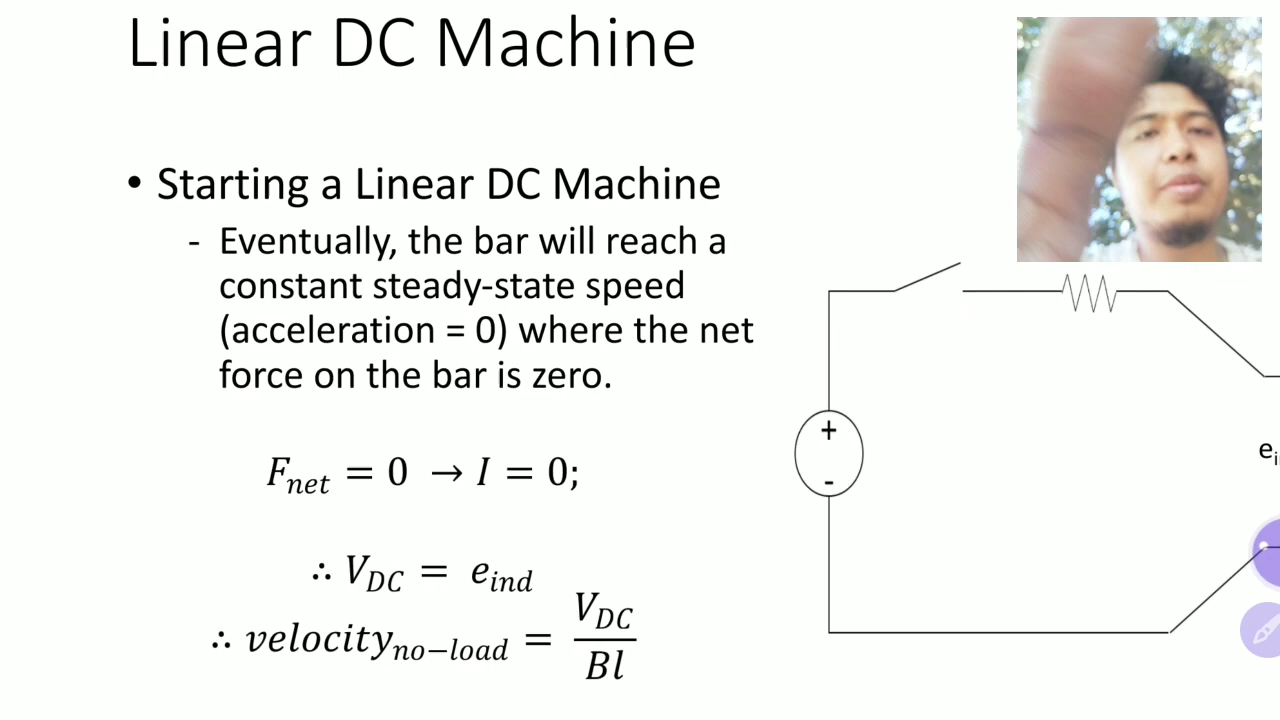 Linear DC Machine
• Starting a Linear DC Machine
- Eventually, the bar will reach a
constant steady-state speed
(acceleration = 0) where the net
force on the bar is zero.
F_net = 0 → I = 0;
∴ V_DC = e_ind
∴ velocity_no−load = V_DC / Bl
+
-
e_i